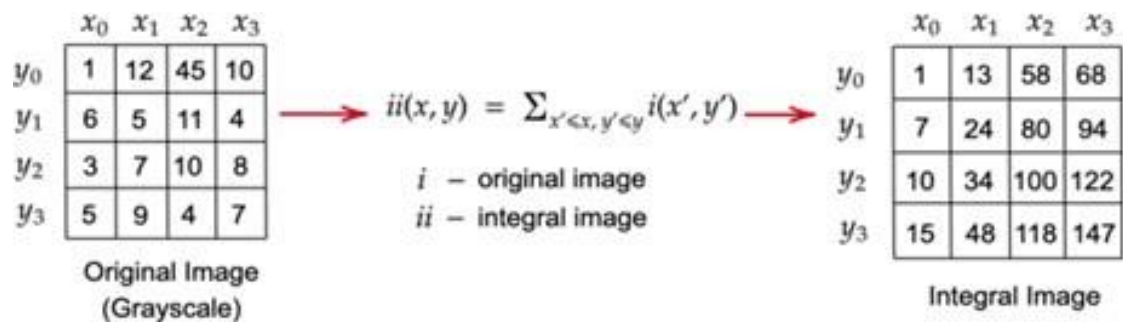 x₀ x₁ x₂ x₃
y₀ 1 12 45 10
y₁ 6 5 11 4
y₂ 3 7 10 8
y₃ 5 9 4 7
Original Image
(Grayscale)
ii(x, y) = ∑x′⩽x, y′⩽y i(x′, y′)
i – original image
ii – integral image
x₀ x₁ x₂ x₃
y₀ 1 13 58 68
y₁ 7 24 80 94
y₂ 10 34 100 122
y₃ 15 48 118 147
Integral Image